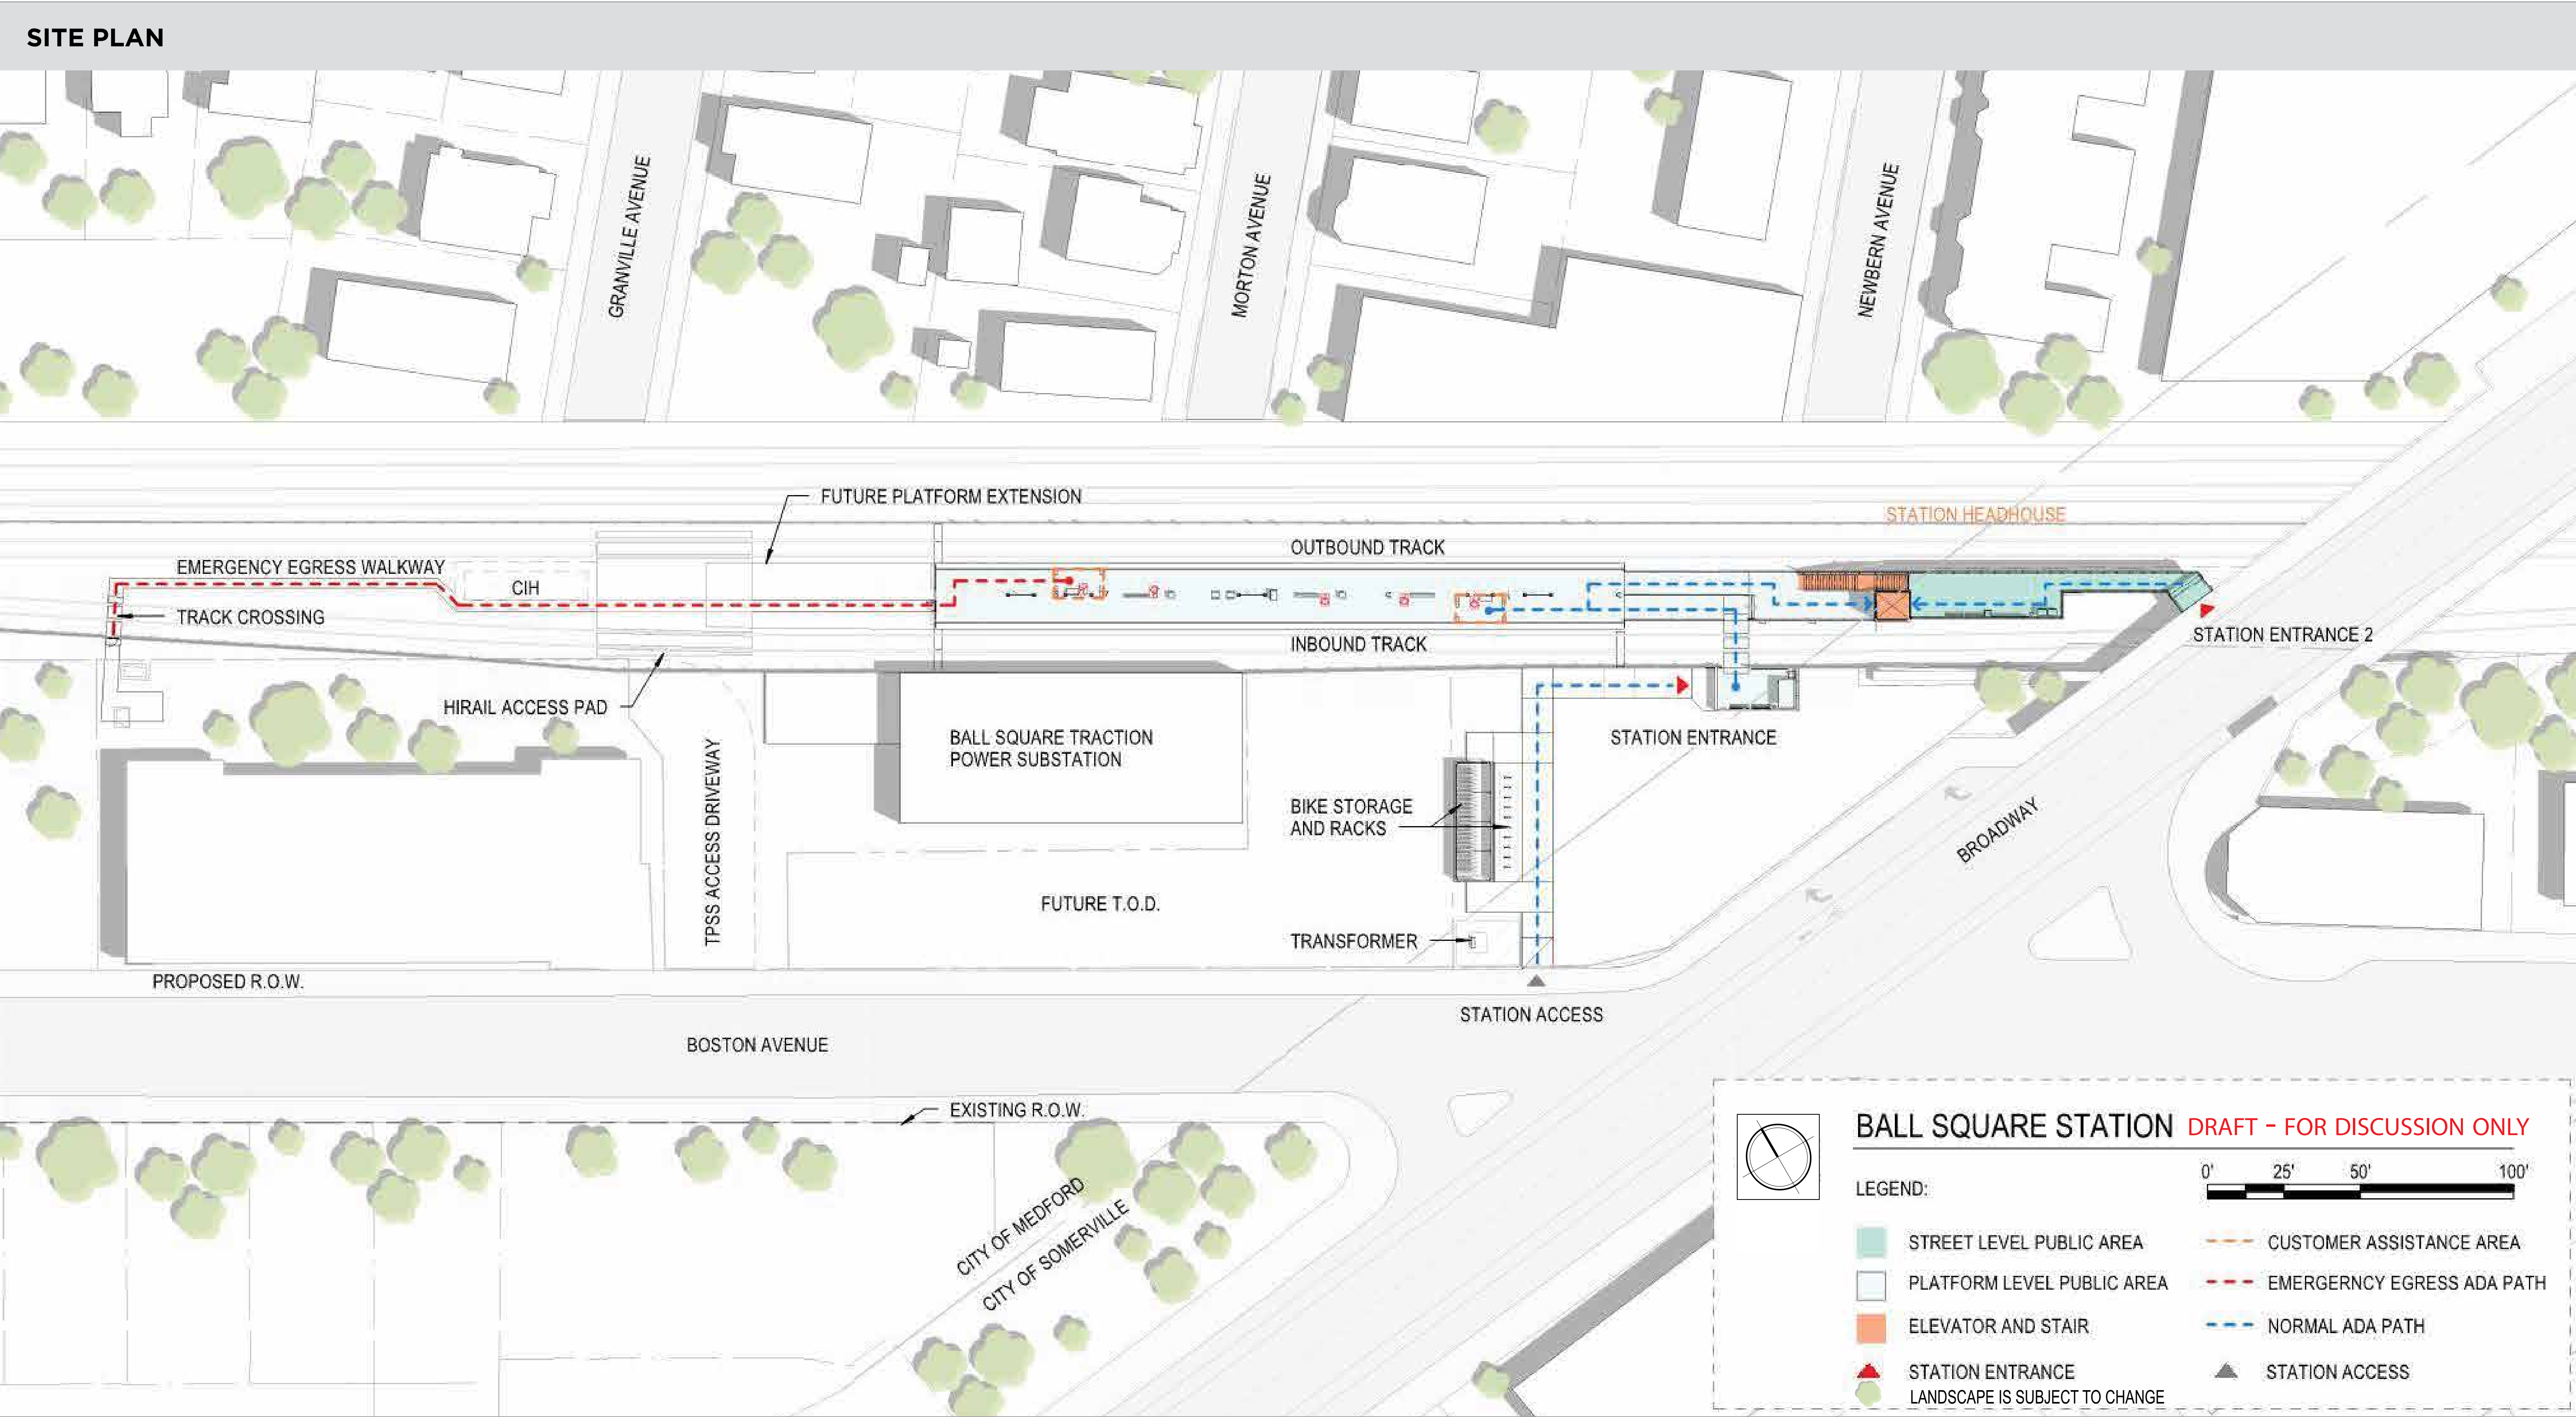 SITE PLAN
GRANVILLE AVENUE
MORTON AVENUE
NEWBERN AVENUE
FUTURE PLATFORM EXTENSION
STATION HEADHOUSE
OUTBOUND TRACK
EMERGENCY EGRESS WALKWAY
CIH
TRACK CROSSING
INBOUND TRACK
STATION ENTRANCE 2
HIRAIL ACCESS PAD
BALL SQUARE TRACTION
POWER SUBSTATION
STATION ENTRANCE
TPSS ACCESS DRIVEWAY
BIKE STORAGE
AND RACKS
BROADWAY
FUTURE T.O.D.
TRANSFORMER
PROPOSED R.O.W.
STATION ACCESS
BOSTON AVENUE
EXISTING R.O.W.
CITY OF MEDFORD
CITY OF SOMERVILLE
BALL SQUARE STATION DRAFT - FOR DISCUSSION ONLY
0' 25' 50' 100'
LEGEND:
STREET LEVEL PUBLIC AREA
CUSTOMER ASSISTANCE AREA
PLATFORM LEVEL PUBLIC AREA
EMERGERNCY EGRESS ADA PATH
ELEVATOR AND STAIR
NORMAL ADA PATH
STATION ENTRANCE
STATION ACCESS
LANDSCAPE IS SUBJECT TO CHANGE